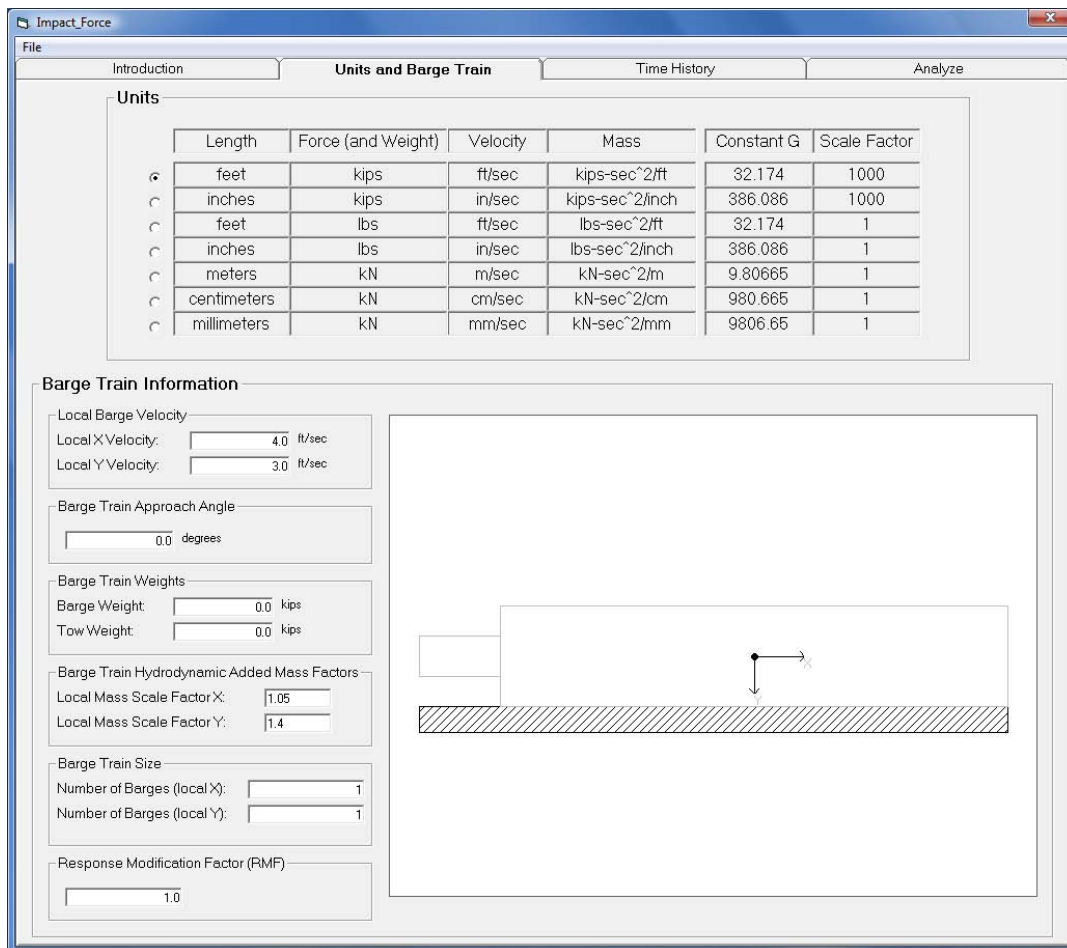 Impact_Force
File
Introduction Units and Barge Train Time History Analyze
Units
Length Force (and Weight) Velocity Mass Constant G Scale Factor
feet kips ft/sec kips-sec^2/ft 32.174 1000
inches kips in/sec kips-sec^2/inch 386.086 1000
feet lbs ft/sec lbs-sec^2/ft 32.174 1
inches lbs in/sec lbs-sec^2/inch 386.086 1
meters kN m/sec kN-sec^2/m 9.80665 1
centimeters kN cm/sec kN-sec^2/cm 980.665 1
millimeters kN mm/sec kN-sec^2/mm 9806.65 1
Barge Train Information
Local Barge Velocity
Local X Velocity: 4.0 ft/sec
Local Y Velocity: 3.0 ft/sec
Barge Train Approach Angle
0.0 degrees
Barge Train Weights
Barge Weight: 0.0 kips
Tow Weight: 0.0 kips
Barge Train Hydrodynamic Added Mass Factors
Local Mass Scale Factor X: 1.05
Local Mass Scale Factor Y: 1.4
Barge Train Size
Number of Barges (local X): 1
Number of Barges (local Y): 1
Response Modification Factor (RMF)
1.0
X
Y